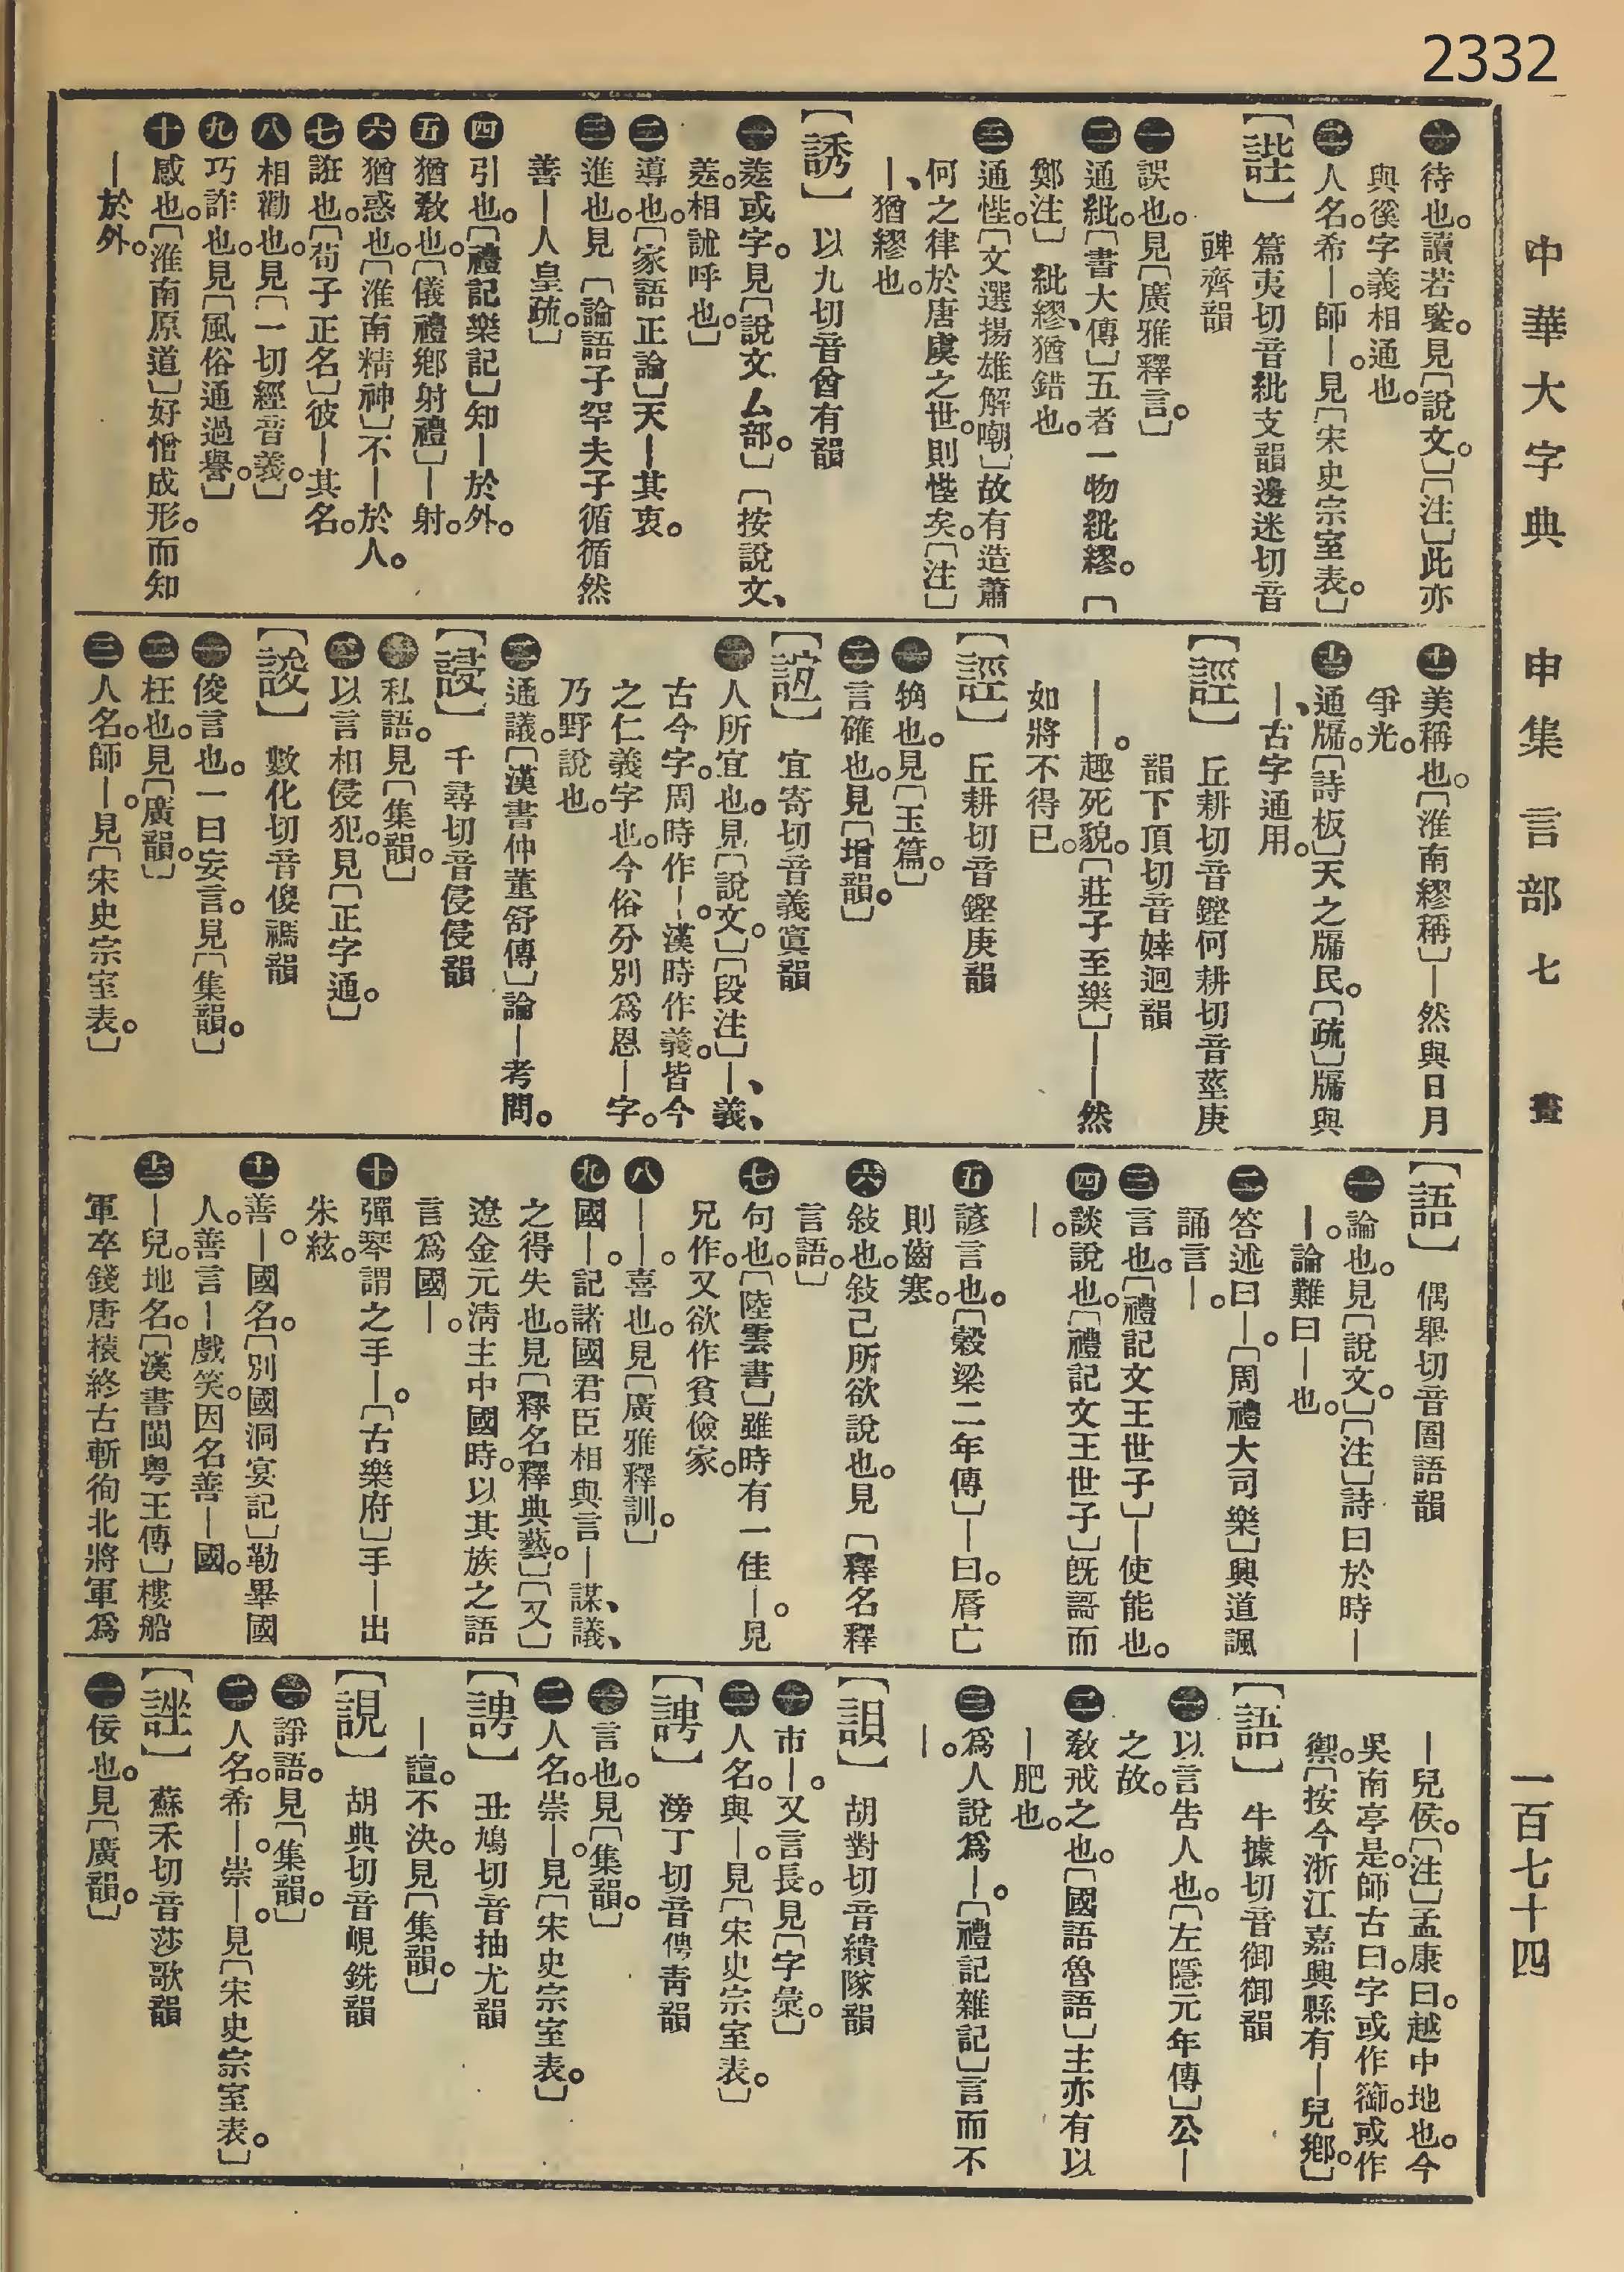 2332
中華大字典　申集　言部七　畫
一百七十四
㊀待也。讀若䬶。見〔說文。〕〔注〕此亦
與徯字義相通也。
㊁人名。希—師—。見〔宋史宗室表。〕
【諀】　篇夷切音紕支韻邊迷切音
豍齊韻
㊀誤也。見〔廣雅釋言。〕
㊁通紕。〔書大傳〕五者一物紕繆。〔
鄭注〕紕繆、猶錯也。
㊂通悂。〔文選揚雄解嘲〕故有造蕭
何之律於唐虞之世。則悂矣。〔注〕
—、猶繆也。
【誘】　以九切音酋有韻
㊀㕗或字。見〔說文厶部。〕〔按說文、
㕗。相訹呼也。〕
㊁導也。〔家語正論〕天—其衷。
㊂進也。見〔論語子罕夫子循循然
善—人皇疏。〕
㊃引也。〔禮記樂記〕知—於外。
㊄猶敎也。〔儀禮鄉射禮〕—射。
㊅猶惑也。〔淮南精神〕不—於人。
㊆誑也。〔荀子正名〕彼—其名。
㊇相勸也。見〔一切經音義。〕
㊈巧詐也。見〔風俗通過譽。〕
㊉感也。〔淮南原道〕好憎成形。而知
—於外。
㈩㈠美稱也。〔淮南繆稱〕—然與日月
爭光。
㈩㈡通牖。〔詩板〕天之牖民。〔疏〕牖與
—、古字通用。
【誙】　丘耕切音鏗何耕切音莖庚
韻下頂切音婞迥韻
——。趣死貌。〔莊子至樂〕——然
如將不得已。
【誙】　丘耕切音鏗庚韻
㊀鞫也。見〔玉篇。〕
㊁言確也。見〔增韻。〕
【誼】　宜寄切音義寘韻
㊀人所宜也。見〔說文。〕〔段注〕—、義、
古今字。周時作—。漢時作義。皆今
之仁義字也。今俗分別爲恩—字。
乃野說也。
㊁通議。〔漢書仲董舒傳〕論—考問。
【𧪬】　千尋切音侵侵韻
㊀私語。見〔集韻。〕
㊁以言相侵犯。見〔正字通。〕
【誜】　數化切音傻禡韻
㊀俊言也。一曰妄言。見〔集韻。〕
㊁枉也。見〔廣韻。〕
㊂人名。師—。見〔宋史宗室表。〕
【語】　偶舉切音圄語韻
㊀論也。見〔說文。〕〔注〕詩曰於時—
—。論難曰—也。
㊁答述曰—。〔周禮大司樂〕興道諷
誦言—。
㊂言也。〔禮記文王世子〕—使能也。
㊃談說也。〔禮記文王世子〕旣謌而
—。
㊄諺言也。〔穀梁二年傳〕—曰。脣亡
則齒寒。
㊅敍也。敍己所欲說也。見〔釋名釋
言語。〕
㊆句也。〔陸雲書〕雖時有一佳—。見
兄作。又欲作貧儉家。
㊇——。喜也。見〔廣雅釋訓。〕
㊈國—。記諸國君臣相與言—謀議、
之得失也。見〔釋名釋典藝。〕〔又〕
遼金元淸主中國時。以其族之語
言爲國—。
㊉彈琴謂之手—。〔古樂府〕手—出
朱絃。
㈩㈠善—。國名。〔別國洞冥記〕勒畢國
人。善言—戲笑。因名善—國。
㈩㈡—兒。地名。〔漢書閩粤王傳〕樓船
軍卒錢唐榬終古斬徇北將軍爲
—兒侯。〔注〕孟康曰。越中地也。今
吳南亭是。師古曰。字或作䘙。或作
禦。〔按今浙江嘉興縣有—兒鄉。〕
【語】　牛據切音御御韻
㊀以言吿人也。〔左隱元年傳〕公—
之故。
㊁敎戒之也。〔國語魯語〕主亦有以
—肥也。
㊂爲人說爲—。〔禮記雜記〕言而不
—。
【䛛】　胡對切音繢隊韻
㊀市—。又言長。見〔字彙。〕
㊁人名。與—。見〔宋史宗室表。〕
【䛣】　滂丁切音俜靑韻
㊀言也。見〔集韻。〕
㊁人名。崇—。見〔宋史宗室表。〕
【䛣】　丑鳩切音抽尤韻
—譠。不決。見〔集韻。〕
【誢】　胡典切音峴銑韻
㊀諍語。見〔集韻。〕
㊁人名。希—。崇—。見〔宋史宗室表。〕
【䛗】　蘇禾切音莎歌韻
㊀佞也。見〔廣韻。〕